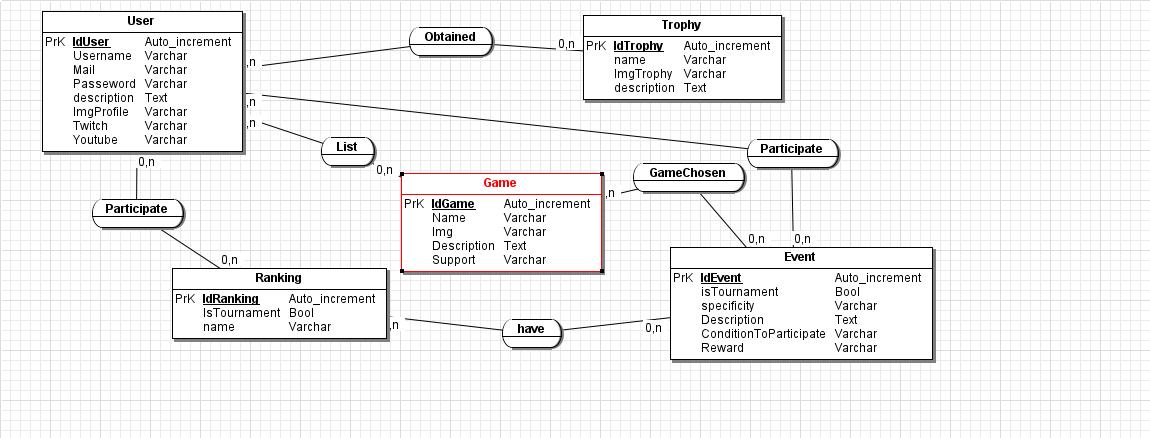 User
PrK IdUser Auto_increment
Username Varchar
Mail Varchar
Passeword Varchar
description Text
ImgProfile Varchar
Twitch Varchar
Youtube Varchar
,n
,n
,n
0,n
Obtained
0,n
Trophy
PrK IdTrophy Auto_increment
name Varchar
ImgTrophy Varchar
description Text
List
0,n
Participate
GameChosen
,n
0,n
0,n
Game
PrK IdGame Auto_increment
Name Varchar
Img Varchar
Description Text
Support Varchar
Participate
0,n
Ranking
PrK IdRanking Auto_increment
IsTournament Bool
name Varchar
,n
have
0,n
Event
PrK IdEvent Auto_increment
isTournament Bool
specificity Varchar
Description Text
ConditionToParticipate Varchar
Reward Varchar